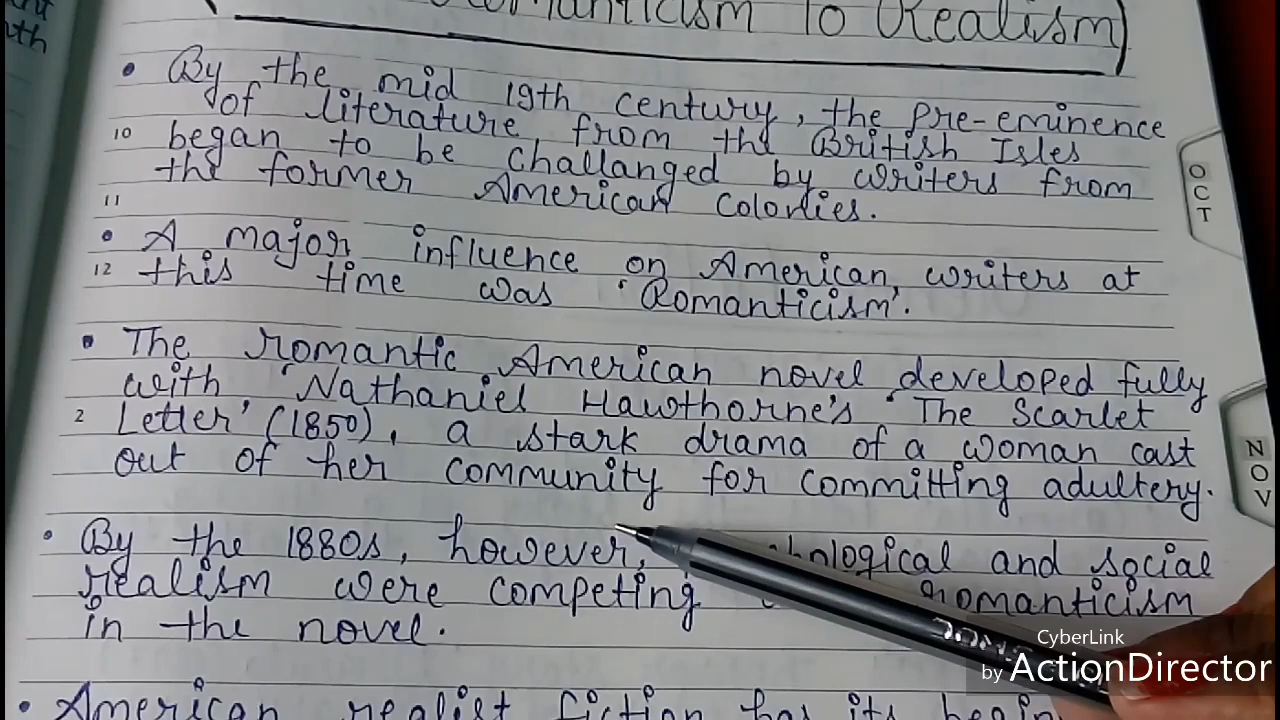 to Realism
• By the mid 19th century, the pre-eminence
of literature from the British Isles
10 began to be challanged by writers from
the former American colonies.
11
• A major influence on American writers at
12 this time was 'Romanticism'.
• The romantic American novel developed fully
with 'Nathaniel Hawthorne's 'The Scarlet
2 Letter' (1850), a stark drama of a woman cast
out of her community for committing adultery.
• By the 1880s, however, and social
realism were competing Romanticism
in the novel.
• American realist fiction has its
OCT
NOV
CyberLink
by ActionDirector